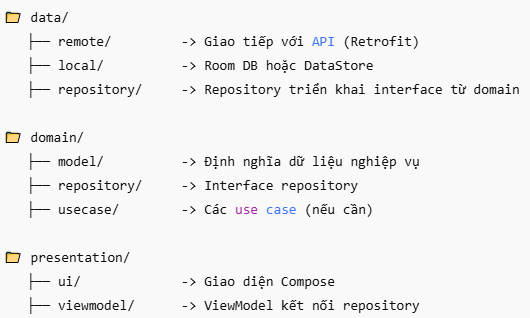 📂 data/
├── remote/ -> Giao tiếp với API (Retrofit)
├── local/ -> Room DB hoặc DataStore
├── repository/ -> Repository triển khai interface từ domain
📂 domain/
├── model/ -> Định nghĩa dữ liệu nghiệp vụ
├── repository/ -> Interface repository
├── usecase/ -> Các use case (nếu cần)
📂 presentation/
├── ui/ -> Giao diện Compose
├── viewmodel/ -> ViewModel kết nối repository